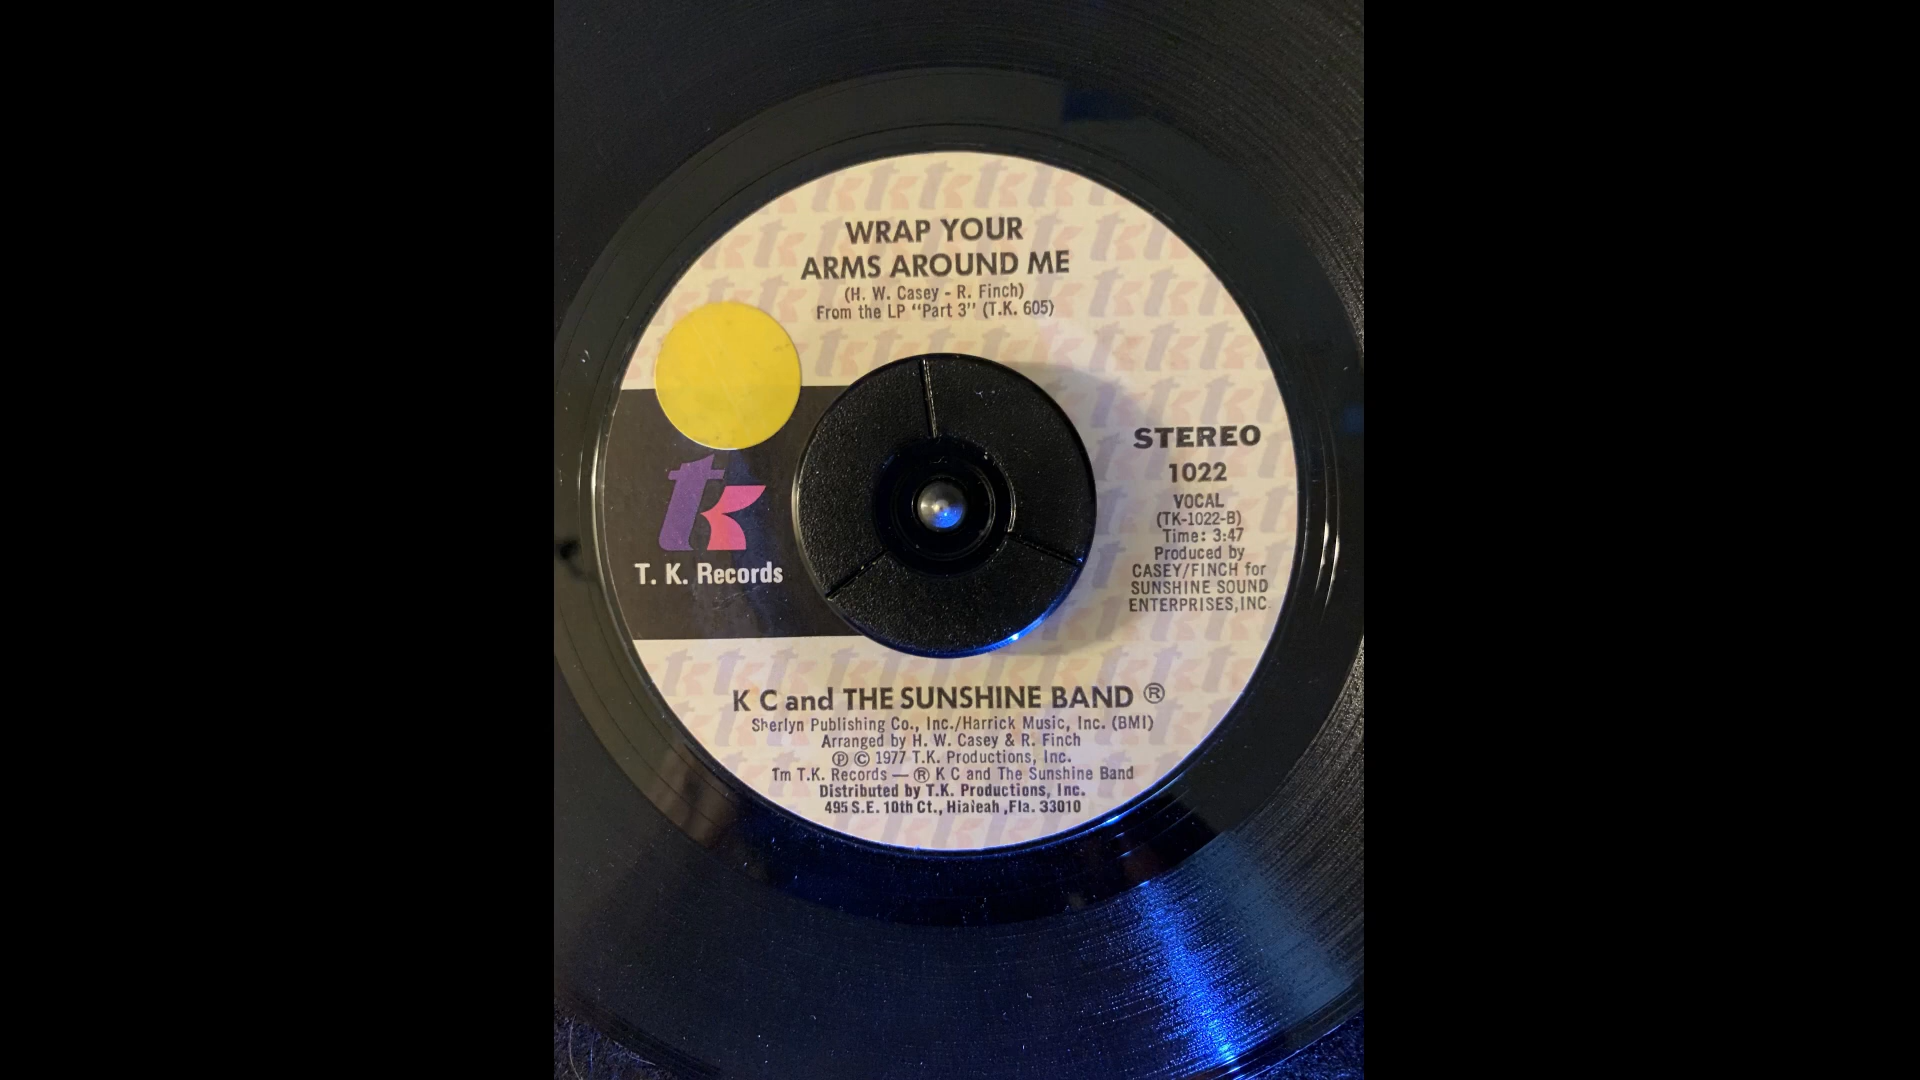 WRAP YOUR
ARMS AROUND ME
(H. W. Casey - R. Finch)
From the LP "Part 3" (T.K. 605)
tk
T. K. Records
STEREO
1022
VOCAL
(TK-1022-B)
Time: 3:47
Produced by
CASEY/FINCH for
SUNSHINE SOUND
ENTERPRISES,INC.
K C and THE SUNSHINE BAND ®
Sherlyn Publishing Co., Inc./Harrick Music, Inc. (BMI)
Arranged by H. W. Casey & R. Finch
℗ © 1977 T.K. Productions, Inc.
Tm T.K. Records — ® K C and The Sunshine Band
Distributed by T.K. Productions, Inc.
495 S.E. 10th Ct., Hialeah ,Fla. 33010